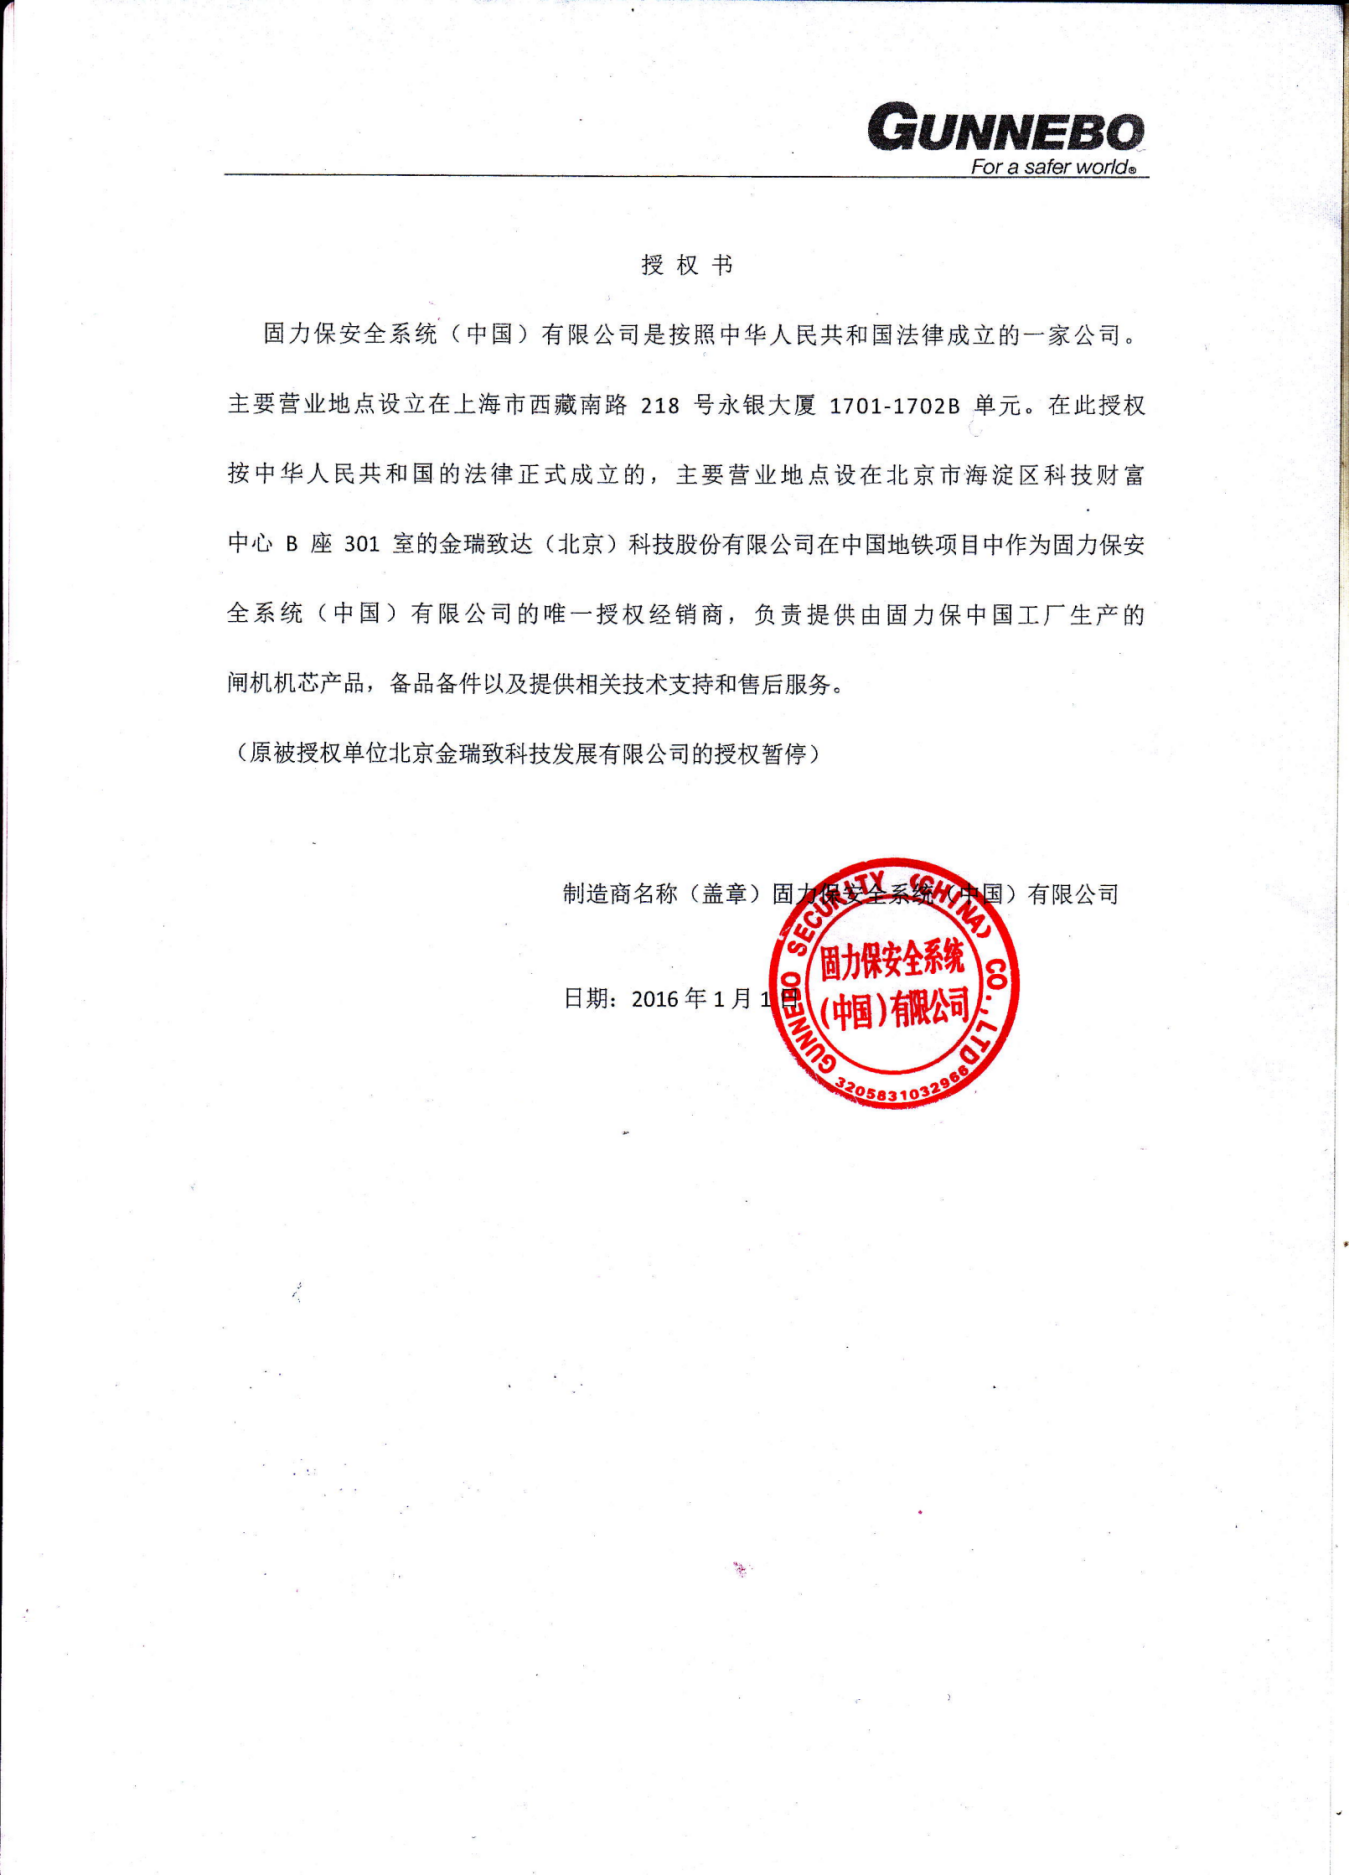 GUNNEBO
For a safer world®
授 权 书
固力保安全系统（中国）有限公司是按照中华人民共和国法律成立的一家公司。
主要营业地点设立在上海市西藏南路 218 号永银大厦 1701-1702B 单元。在此授权
按中华人民共和国的法律正式成立的，主要营业地点设在北京市海淀区科技财富
中心 B 座 301 室的金瑞致达（北京）科技股份有限公司在中国地铁项目中作为固力保安
全系统（中国）有限公司的唯一授权经销商，负责提供由固力保中国工厂生产的
闸机机芯产品，备品备件以及提供相关技术支持和售后服务。
（原被授权单位北京金瑞致科技发展有限公司的授权暂停）
制造商名称（盖章）固力保安全系统（中国）有限公司
日期：2016 年 1 月 1 日
GUNNEBO SECURITY (CHINA) CO.,LTD
固力保安全系统
（中国）有限公司
3205831032966